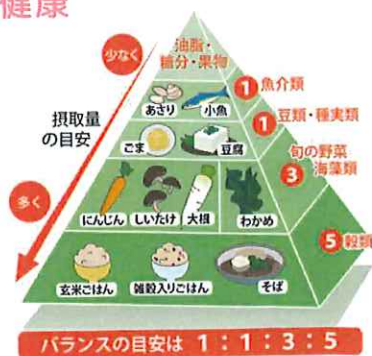 健康
少なく
油脂・
糖分・果物
1 魚介類
あさり
小魚
摂取量
の目安
1 豆類・種実類
ごま
豆腐
旬の野菜
海藻類
3
多く
にんじん
しいたけ
大根
わかめ
5 穀類
玄米ごはん
雑穀入りごはん
そば
バランスの目安は 1:1:3:5